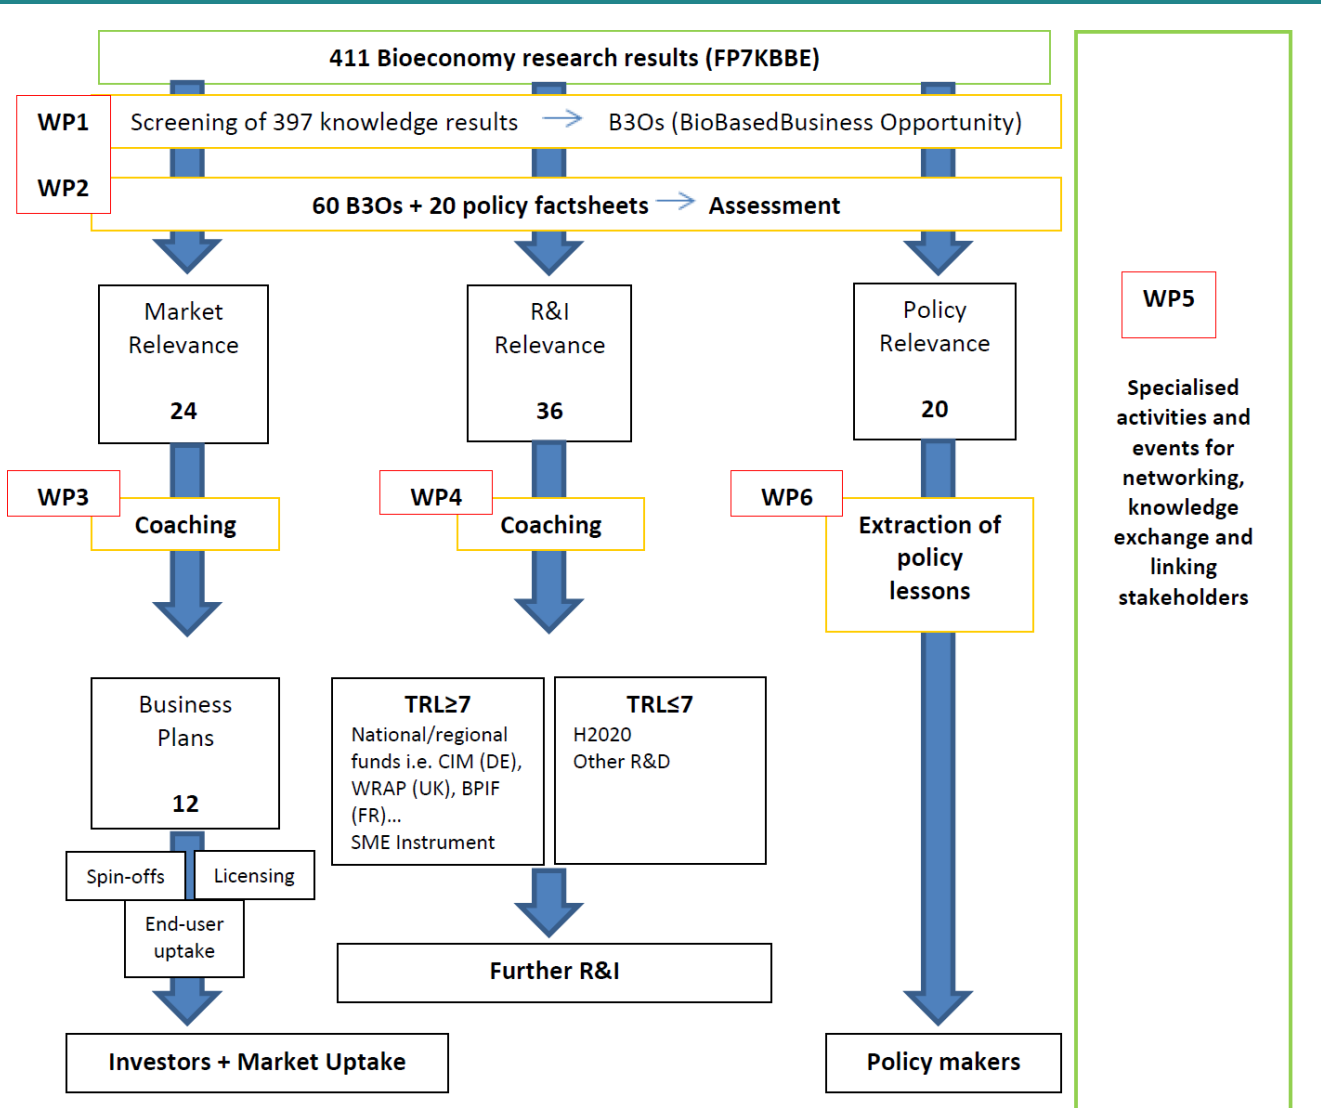 411 Bioeconomy research results (FP7KBBE)
WP1
Screening of 397 knowledge results → B3Os (BioBasedBusiness Opportunity)
WP2
60 B3Os + 20 policy factsheets → Assessment
Market
Relevance
24
R&I
Relevance
36
Policy
Relevance
20
WP3
Coaching
WP4
Coaching
WP6
Extraction of
policy
lessons
Business
Plans
12
TRL≥7
National/regional
funds i.e. CIM (DE),
WRAP (UK), BPIF
(FR)...
SME Instrument
TRL≤7
H2020
Other R&D
Spin-offs
Licensing
End-user
uptake
Further R&I
Investors + Market Uptake
Policy makers
WP5
Specialised
activities and
events for
networking,
knowledge
exchange and
linking
stakeholders